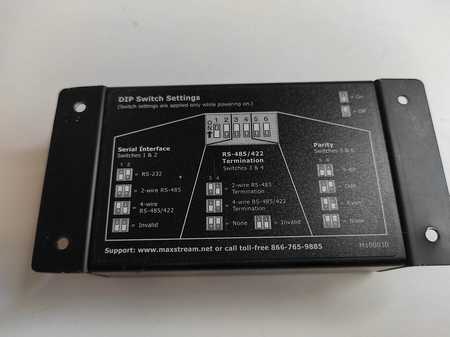 DIP Switch Settings
(Switch settings are applied only while powering on.)
= On
= Off
ON
1 2 3 4 5 6
Serial Interface
Switches 1 & 2
1 2
= RS-232
= 2-wire RS-485
= 4-wire
RS-485/422
= Invalid
RS-485/422
Termination
Switches 3 & 4
3 4
= 2-wire RS-485
Termination
= 4-wire RS-485/422
Termination
= None
= Invalid
Parity
Switches 5 & 6
5 6
= Even
= None
Support: www.maxstream.net or call toll-free 866-765-9885